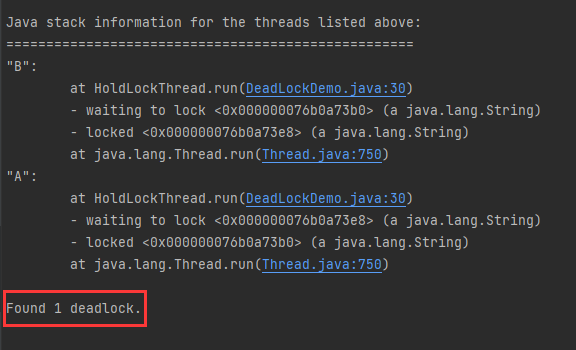 Java stack information for the threads listed above:
===================================================
"B":
        at HoldLockThread.run(DeadLockDemo.java:30)
        - waiting to lock <0x000000076b0a73b0> (a java.lang.String)
        - locked <0x000000076b0a73e8> (a java.lang.String)
        at java.lang.Thread.run(Thread.java:750)
"A":
        at HoldLockThread.run(DeadLockDemo.java:30)
        - waiting to lock <0x000000076b0a73e8> (a java.lang.String)
        - locked <0x000000076b0a73b0> (a java.lang.String)
        at java.lang.Thread.run(Thread.java:750)
Found 1 deadlock.